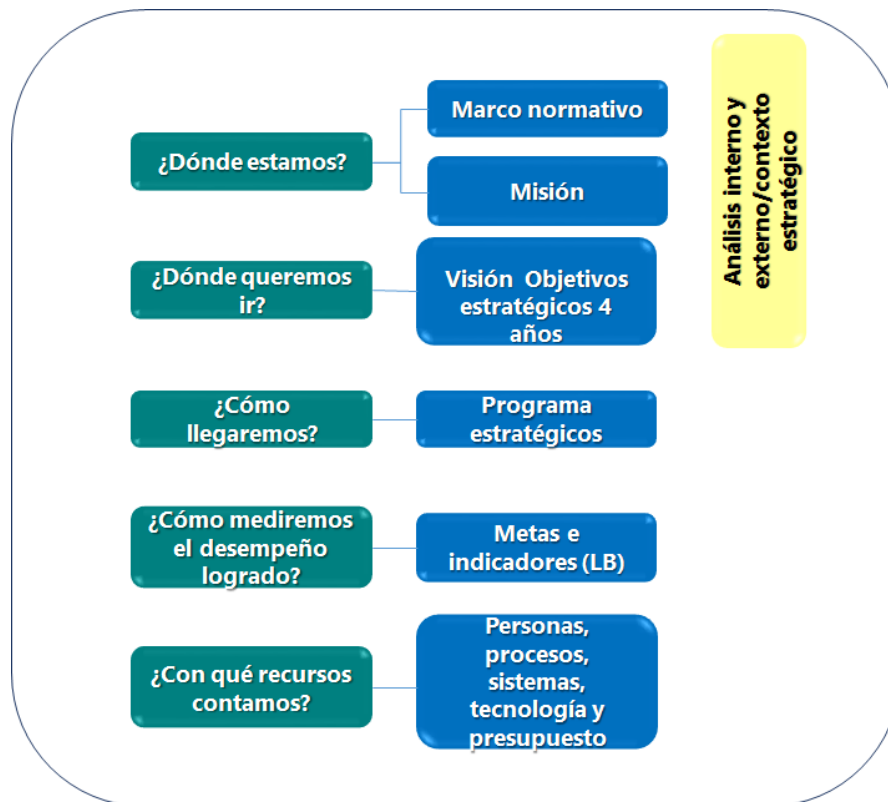 ¿Dónde estamos?
Marco normativo
Misión
¿Dónde queremos
ir?
Visión  Objetivos
estratégicos 4
años
¿Cómo
llegaremos?
Programa
estratégicos
¿Cómo mediremos
el desempeño
logrado?
Metas e
indicadores (LB)
¿Con qué recursos
contamos?
Personas,
procesos,
sistemas,
tecnología y
presupuesto
Análisis interno y
externo/contexto
estratégico